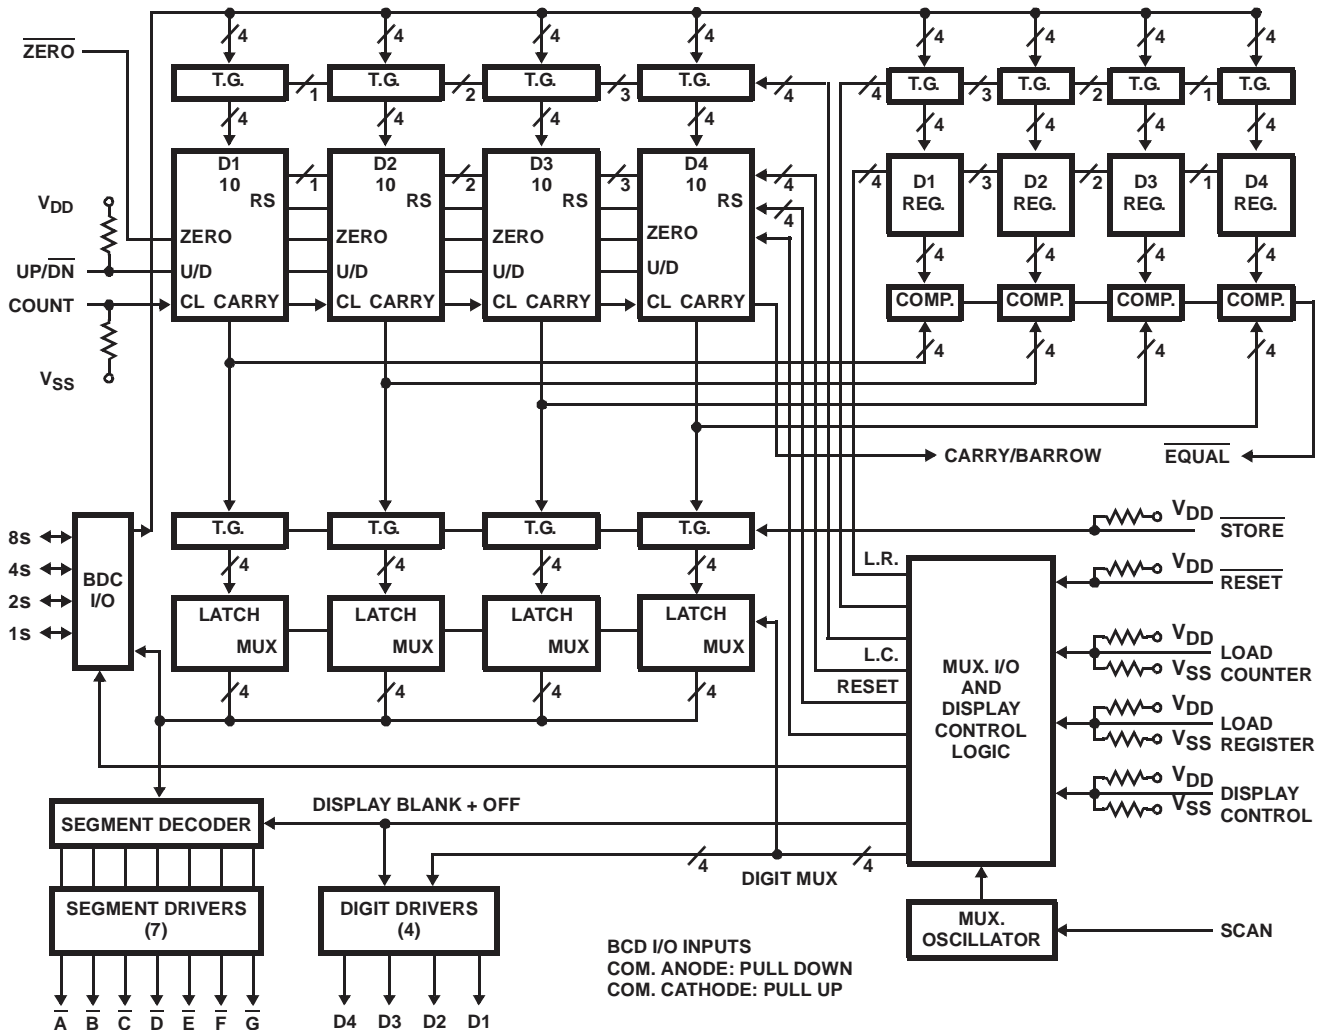 4 4 4 4 4 4 4 4
ZERO
T.G. T.G. T.G. T.G. T.G. T.G. T.G. T.G.
1 2 3 4 4 3 2 1
4 4 4 4 4 4 4 4
D1 D2 D3 D4
10 10 10 10
1 2 3 4 4 3 2 1
D1 REG.
D2 REG.
D3 REG.
D4 REG.
RS RS RS RS
4
VDD
ZERO ZERO ZERO ZERO
4 4 4 4
UP/DN
U/D U/D U/D U/D
COUNT
CL CARRY CL CARRY CL CARRY CL CARRY
COMP. COMP. COMP. COMP.
4 4 4 4
VSS
CARRY/BARROW
EQUAL
VDD
STORE
T.G. T.G. T.G. T.G.
8s
4s
2s
1s
BDC
I/O
4 4 4 4
L.R.
VDD
RESET
LATCH LATCH LATCH LATCH
MUX MUX MUX MUX
L.C.
RESET
4 4 4 4
MUX. I/O
AND
DISPLAY
CONTROL
LOGIC
VDD
LOAD
VSS COUNTER
VDD
LOAD
VSS REGISTER
VDD
DISPLAY
VSS CONTROL
DISPLAY BLANK + OFF
SEGMENT DECODER
4 4
DIGIT MUX
SEGMENT DRIVERS
(7)
DIGIT DRIVERS
(4)
MUX.
OSCILLATOR
SCAN
BCD I/O INPUTS
COM. ANODE: PULL DOWN
COM. CATHODE: PULL UP
A B C D E F G
D4 D3 D2 D1